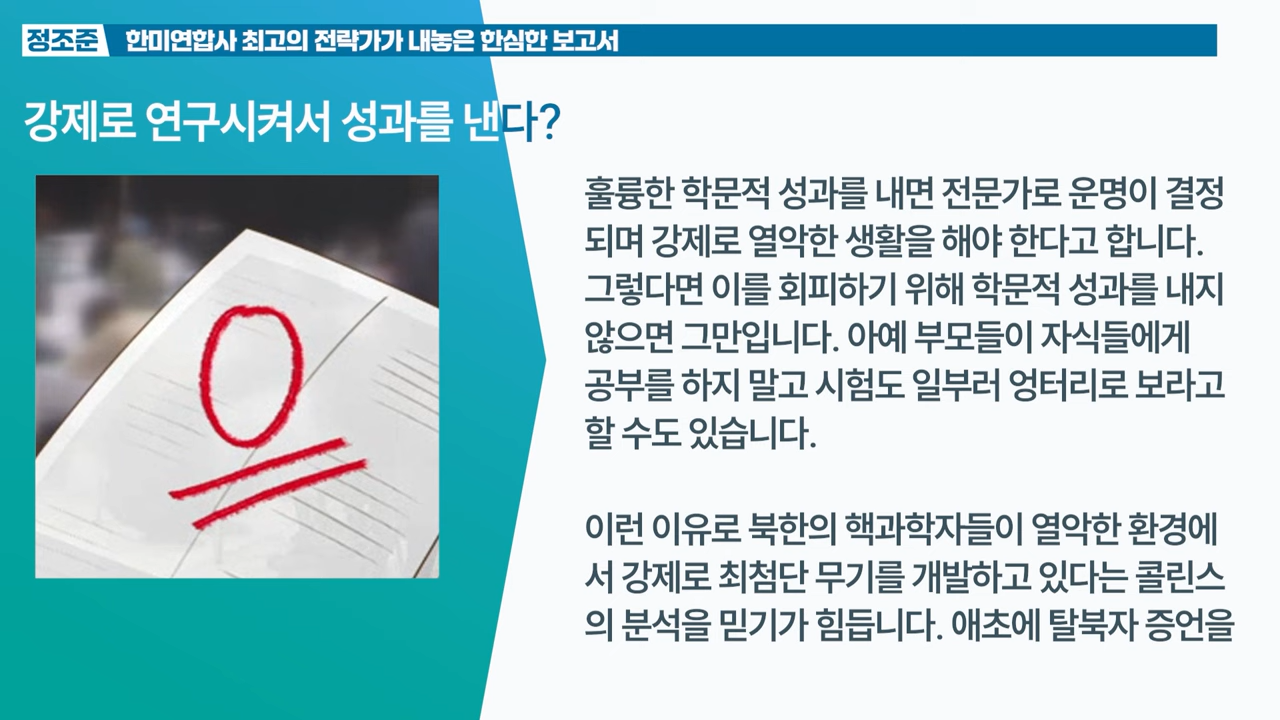 정조준 한미연합사 최고의 전략가가 내놓은 한심한 보고서
강제로 연구시켜서 성과를 낸다?
훌륭한 학문적 성과를 내면 전문가로 운명이 결정
되며 강제로 열악한 생활을 해야 한다고 합니다.
그렇다면 이를 회피하기 위해 학문적 성과를 내지
않으면 그만입니다. 아예 부모들이 자식들에게
공부를 하지 말고 시험도 일부러 엉터리로 보라고
할 수도 있습니다.
이런 이유로 북한의 핵과학자들이 열악한 환경에
서 강제로 최첨단 무기를 개발하고 있다는 콜린스
의 분석을 믿기가 힘듭니다. 애초에 탈북자 증언을
0